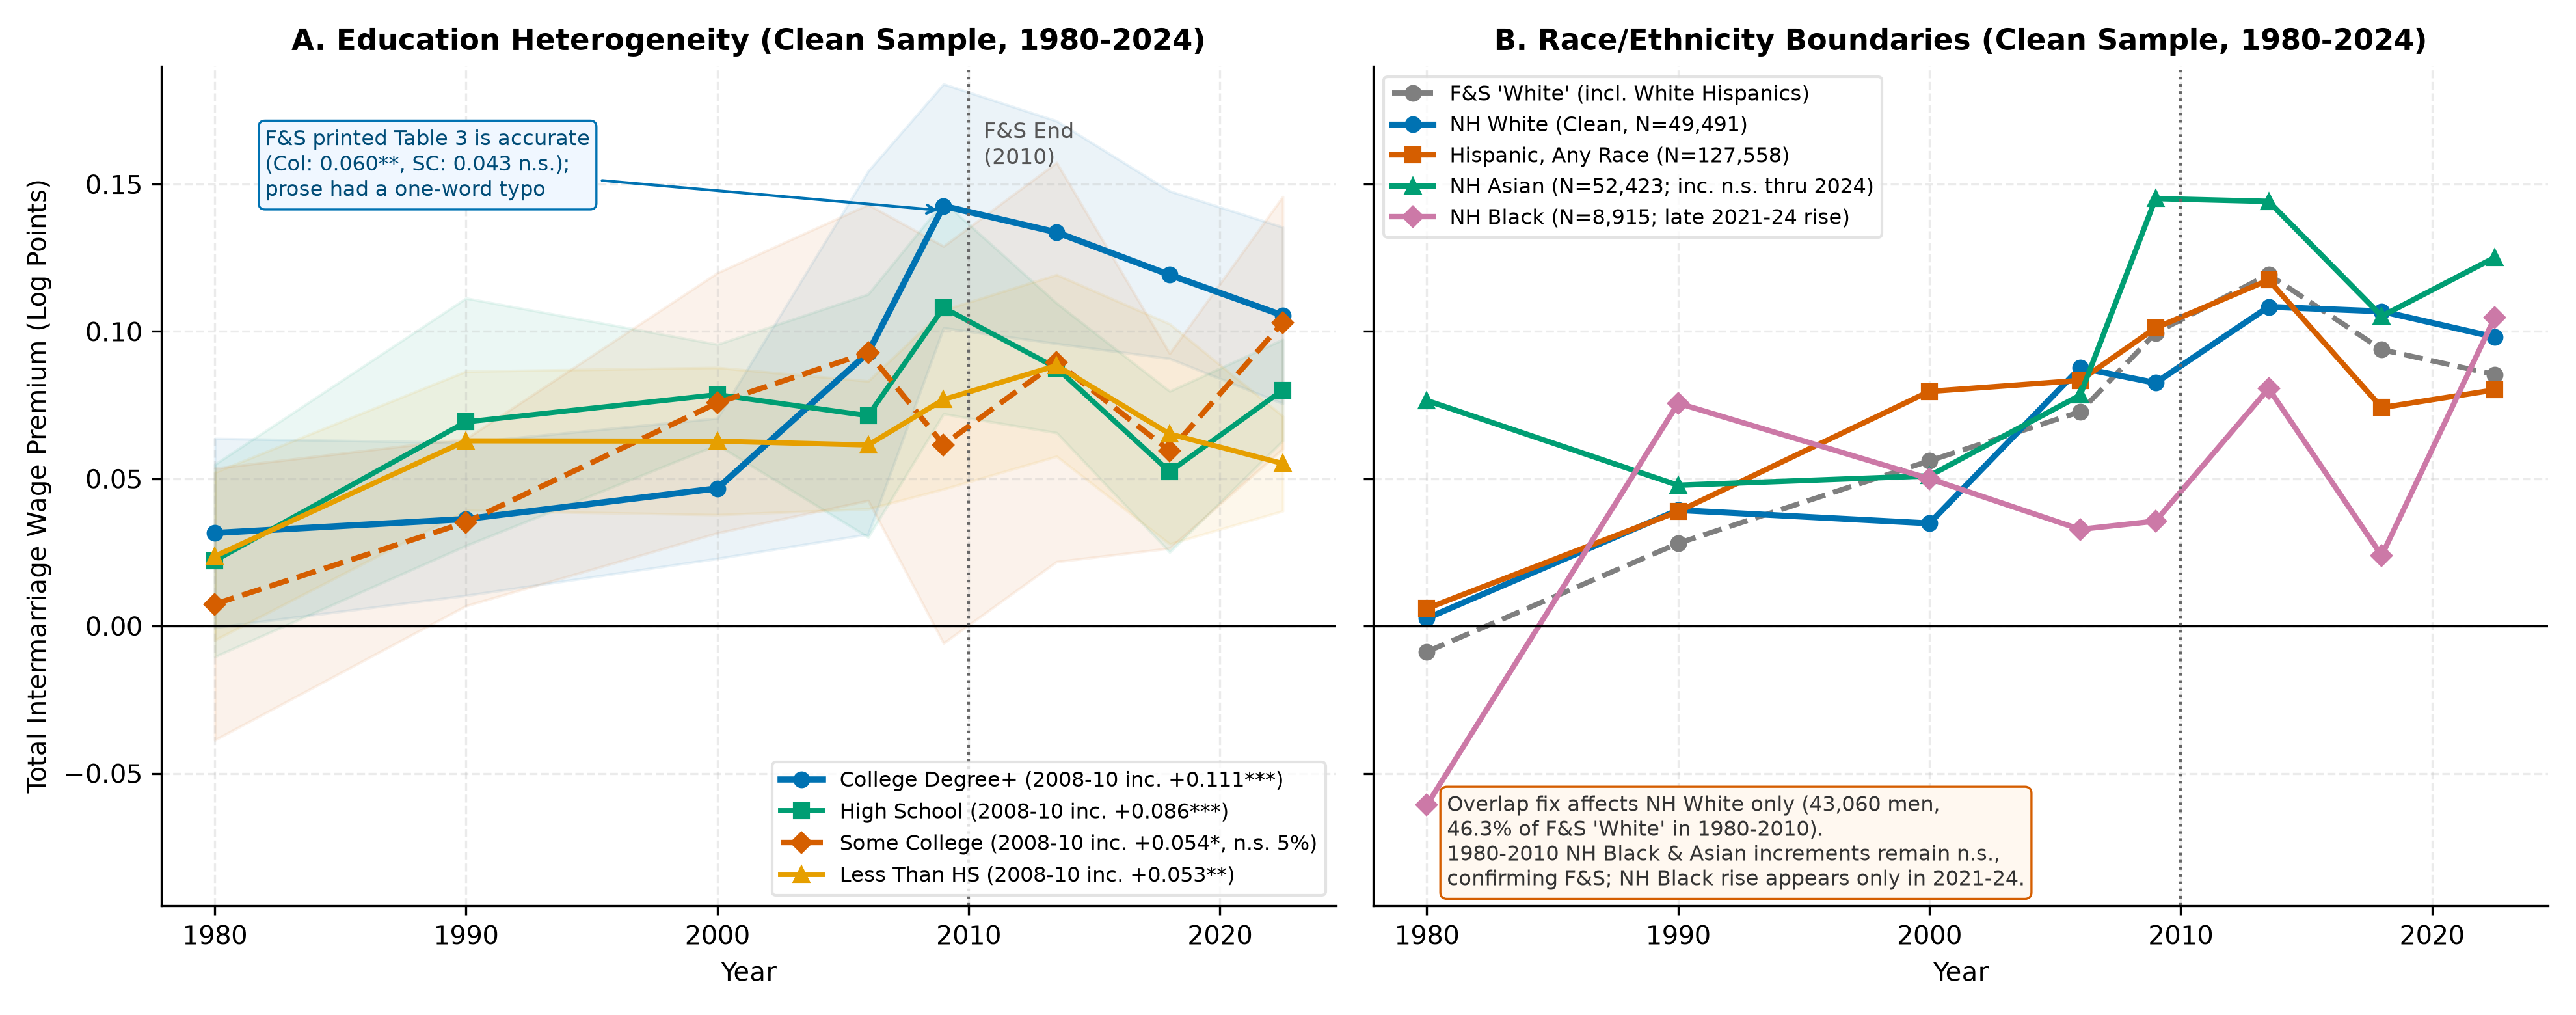 A. Education Heterogeneity (Clean Sample, 1980-2024)
Total Intermarriage Wage Premium (Log Points)
0.15
0.10
0.05
0.00
−0.05
F&S printed Table 3 is accurate
(Col: 0.060**, SC: 0.043 n.s.);
prose had a one-word typo
F&S End
(2010)
College Degree+ (2008-10 inc. +0.111***)
High School (2008-10 inc. +0.086***)
Some College (2008-10 inc. +0.054*, n.s. 5%)
Less Than HS (2008-10 inc. +0.053**)
1980
1990
2000
2010
2020
Year
B. Race/Ethnicity Boundaries (Clean Sample, 1980-2024)
F&S 'White' (incl. White Hispanics)
NH White (Clean, N=49,491)
Hispanic, Any Race (N=127,558)
NH Asian (N=52,423; inc. n.s. thru 2024)
NH Black (N=8,915; late 2021-24 rise)
Overlap fix affects NH White only (43,060 men,
46.3% of F&S 'White' in 1980-2010).
1980-2010 NH Black & Asian increments remain n.s.,
confirming F&S; NH Black rise appears only in 2021-24.
1980
1990
2000
2010
2020
Year